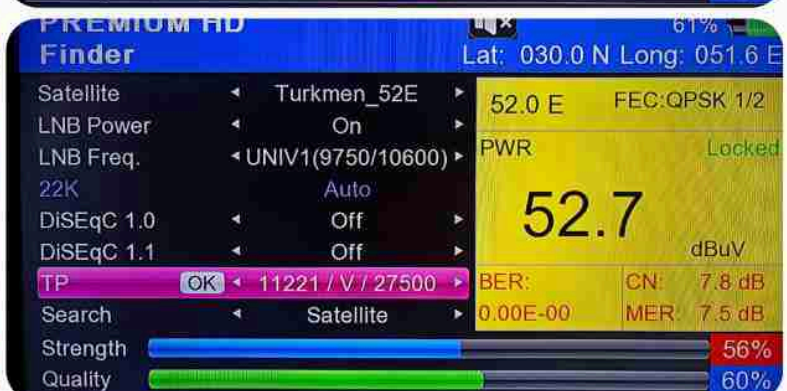 PREMIUM HD
61%
Finder
Lat: 030.0 N Long: 051.6 E
Satellite Turkmen_52E
LNB Power On
LNB Freq. UNIV1(9750/10600)
22K Auto
DiSEqC 1.0 Off
DiSEqC 1.1 Off
TP OK 11221 / V / 27500
Search Satellite
52.0 E FEC:QPSK 1/2
PWR Locked
52.7
dBuV
BER: CN: 7.8 dB
0.00E-00 MER: 7.5 dB
Strength 56%
Quality 60%